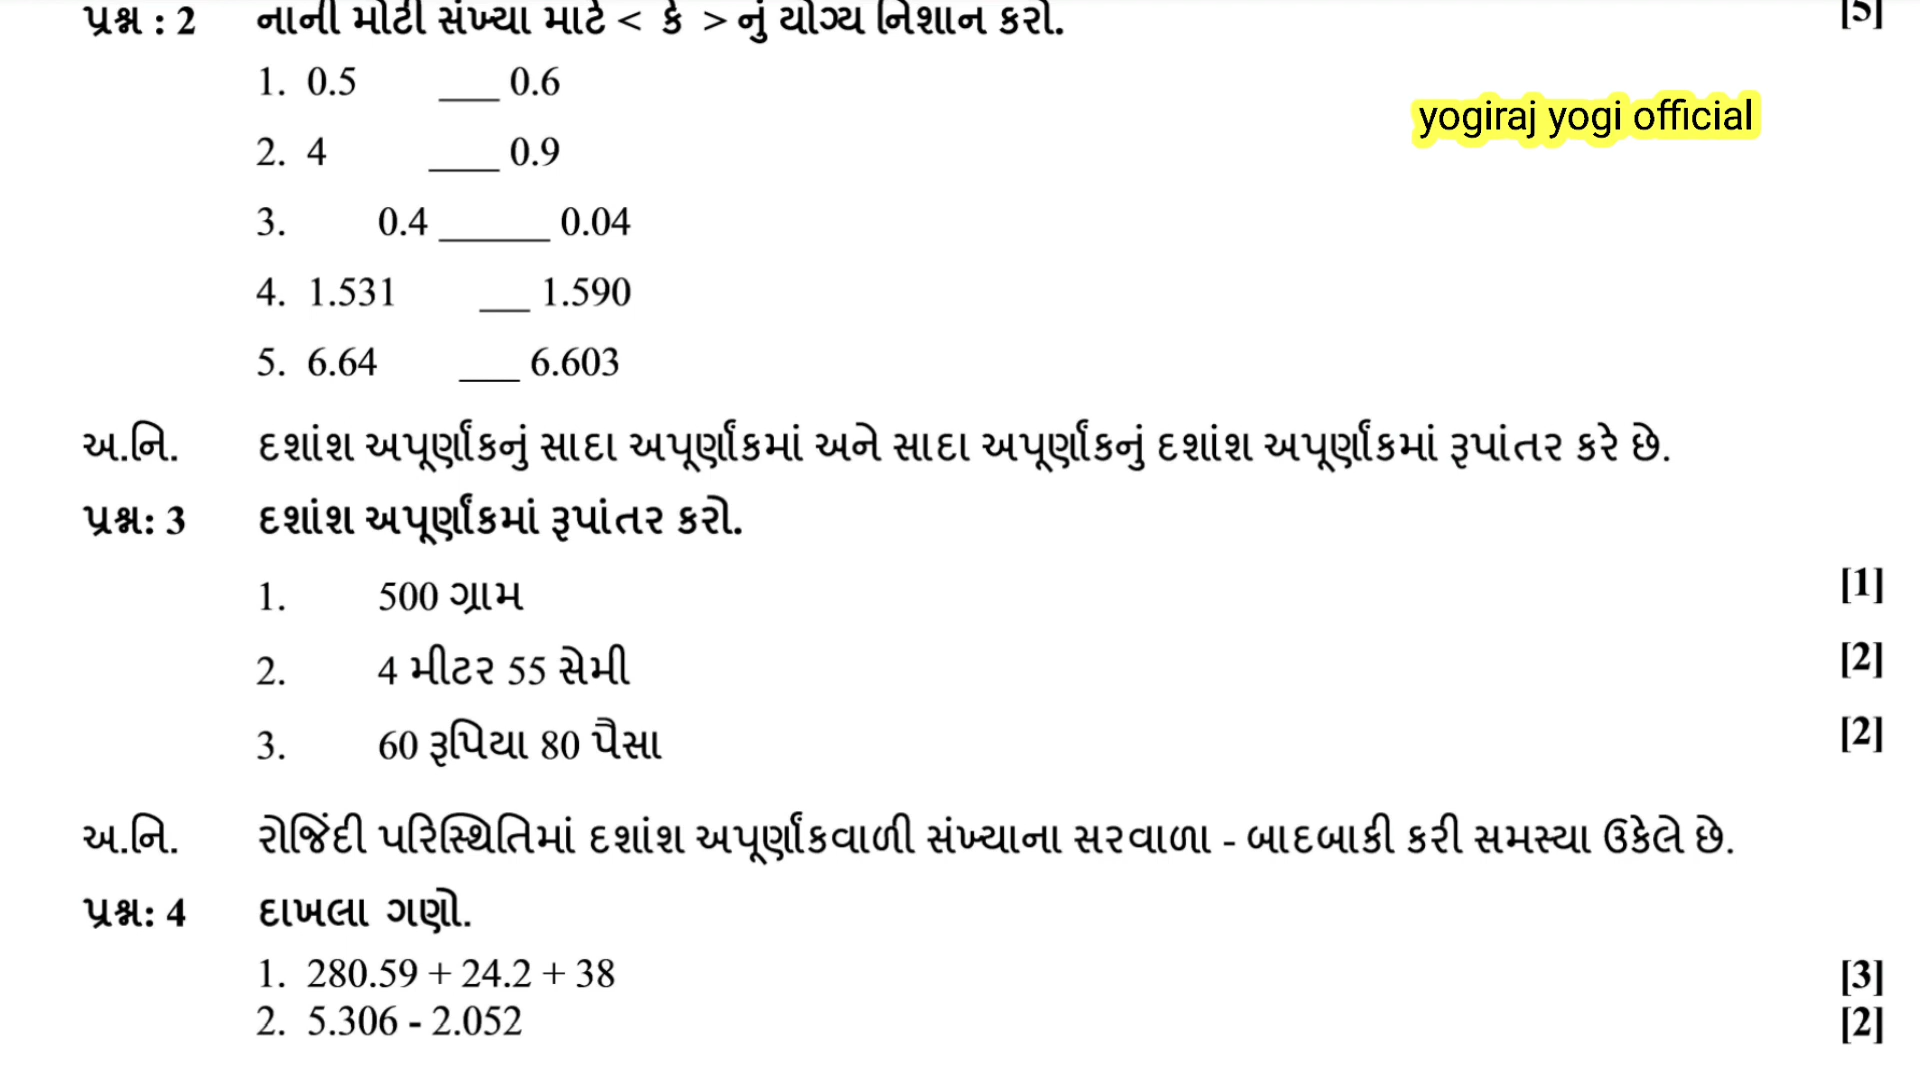 પ્રશ્ન : 2 નાની મોટી સંખ્યા માટે < કે > નું યોગ્ય નિશાન કરો. [5]
1. 0.5 ___ 0.6
yogiraj yogi official
2. 4 ___ 0.9
3. 0.4 _____ 0.04
4. 1.531 __ 1.590
5. 6.64 ___ 6.603
અ.નિ. દશાંશ અપૂર્ણાંકનું સાદા અપૂર્ણાંકમાં અને સાદા અપૂર્ણાંકનું દશાંશ અપૂર્ણાંકમાં રૂપાંતર કરે છે.
પ્રશ્ન: 3 દશાંશ અપૂર્ણાંકમાં રૂપાંતર કરો.
1. 500 ગ્રામ [1]
2. 4 મીટર 55 સેમી [2]
3. 60 રૂપિયા 80 પૈસા [2]
અ.નિ. રોજિંદી પરિસ્થિતિમાં દશાંશ અપૂર્ણાંકવાળી સંખ્યાના સરવાળા - બાદબાકી કરી સમસ્યા ઉકેલે છે.
પ્રશ્ન: 4 દાખલા ગણો.
1. 280.59 + 24.2 + 38 [3]
2. 5.306 - 2.052 [2]